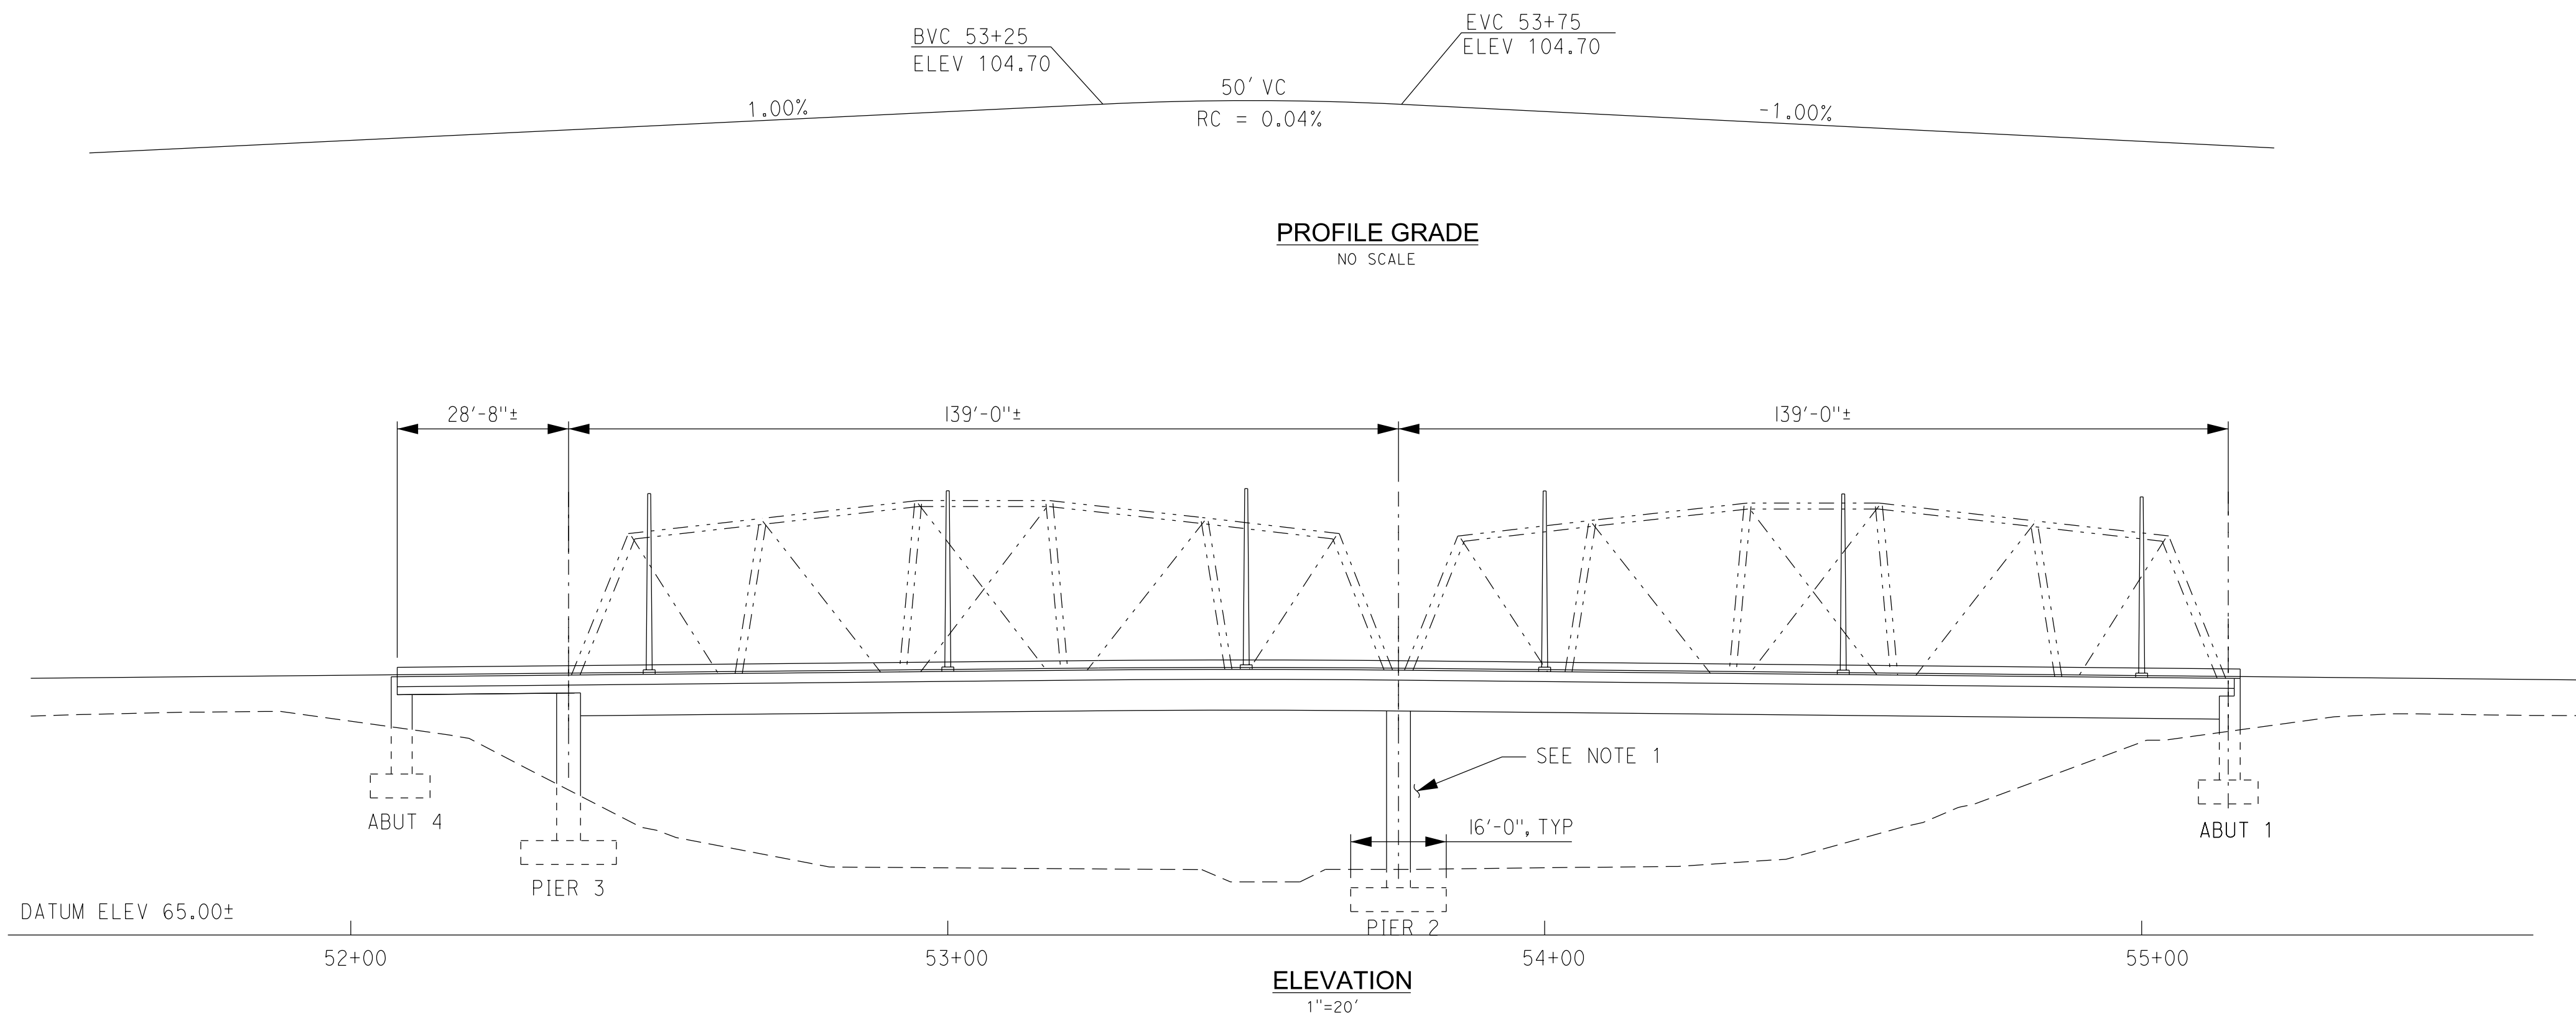 BVC 53+25
ELEV 104.70
EVC 53+75
ELEV 104.70
1.00%
50' VC
RC = 0.04%
-1.00%
PROFILE GRADE
NO SCALE
28'-8"±
139'-0"±
139'-0"±
SEE NOTE 1
16'-0", TYP
ABUT 4
PIER 3
PIER 2
ABUT 1
DATUM ELEV 65.00±
52+00
53+00
54+00
55+00
ELEVATION
1"=20'